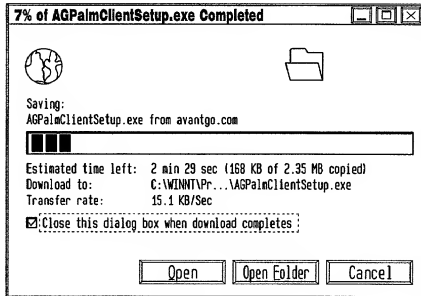 7% of AGPalmClientSetup.exe Completed
Saving:
AGPalmClientSetup.exe from avantgo.com
Estimated time left: 2 min 29 sec (168 KB of 2.35 MB copied)
Download to: C:\WINNT\Pr...\AGPalmClientSetup.exe
Transfer rate: 15.1 KB/Sec
Close this dialog box when download completes
Open Open Folder Cancel